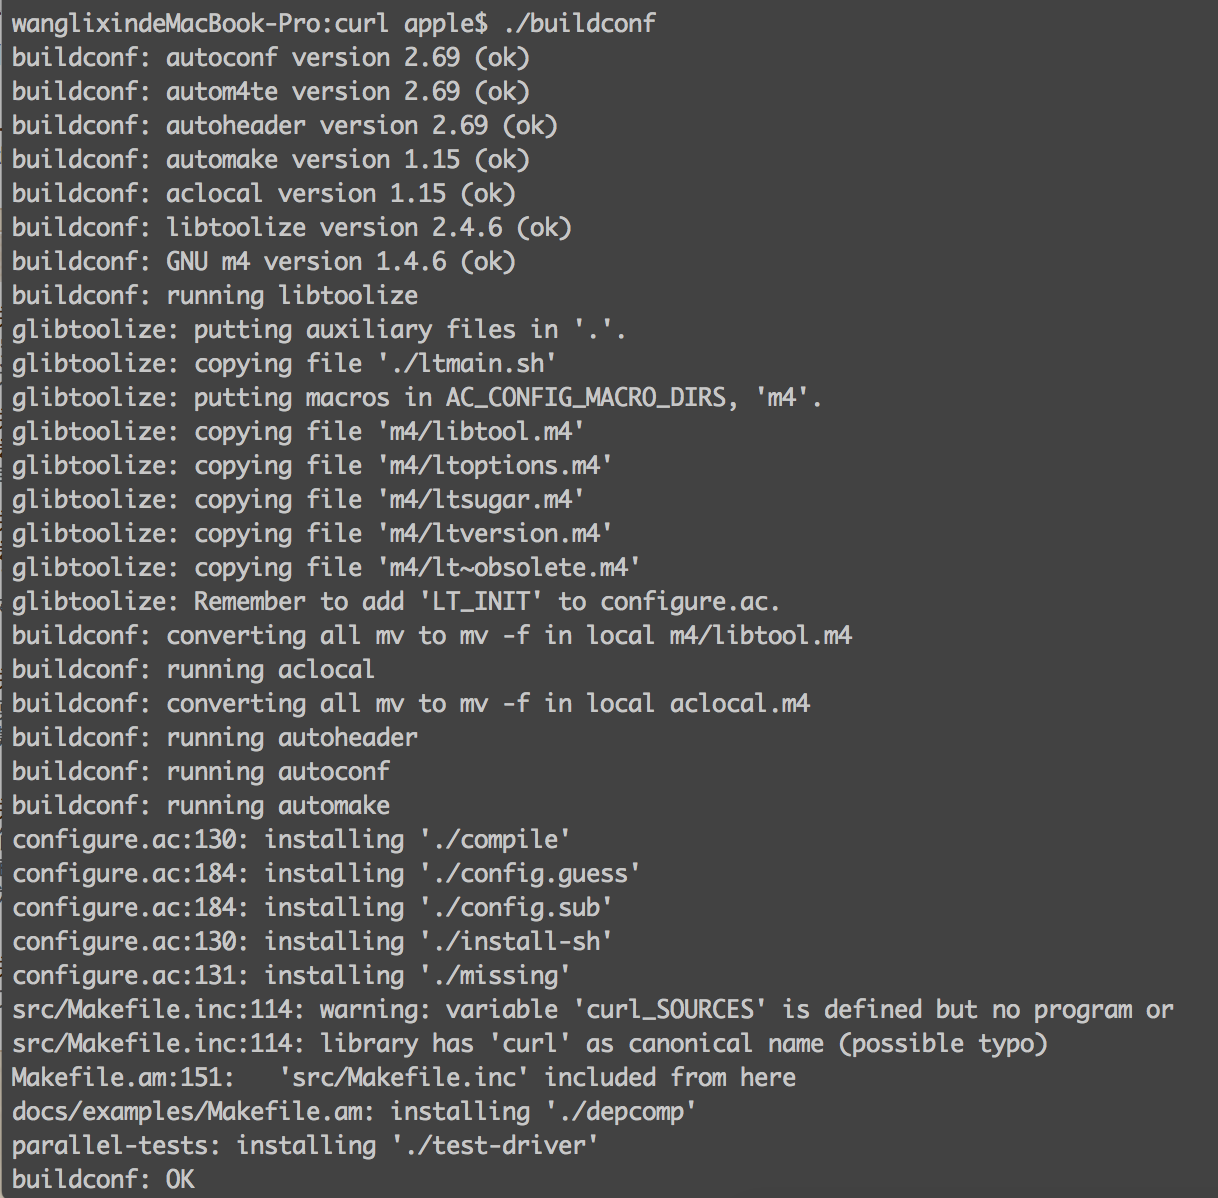 wanglixindeMacBook-Pro:curl apple$ ./buildconf
buildconf: autoconf version 2.69 (ok)
buildconf: autom4te version 2.69 (ok)
buildconf: autoheader version 2.69 (ok)
buildconf: automake version 1.15 (ok)
buildconf: aclocal version 1.15 (ok)
buildconf: libtoolize version 2.4.6 (ok)
buildconf: GNU m4 version 1.4.6 (ok)
buildconf: running libtoolize
glibtoolize: putting auxiliary files in '.'.
glibtoolize: copying file './ltmain.sh'
glibtoolize: putting macros in AC_CONFIG_MACRO_DIRS, 'm4'.
glibtoolize: copying file 'm4/libtool.m4'
glibtoolize: copying file 'm4/ltoptions.m4'
glibtoolize: copying file 'm4/ltsugar.m4'
glibtoolize: copying file 'm4/ltversion.m4'
glibtoolize: copying file 'm4/lt~obsolete.m4'
glibtoolize: Remember to add 'LT_INIT' to configure.ac.
buildconf: converting all mv to mv -f in local m4/libtool.m4
buildconf: running aclocal
buildconf: converting all mv to mv -f in local aclocal.m4
buildconf: running autoheader
buildconf: running autoconf
buildconf: running automake
configure.ac:130: installing './compile'
configure.ac:184: installing './config.guess'
configure.ac:184: installing './config.sub'
configure.ac:130: installing './install-sh'
configure.ac:131: installing './missing'
src/Makefile.inc:114: warning: variable 'curl_SOURCES' is defined but no program or
src/Makefile.inc:114: library has 'curl' as canonical name (possible typo)
Makefile.am:151:   'src/Makefile.inc' included from here
docs/examples/Makefile.am: installing './depcomp'
parallel-tests: installing './test-driver'
buildconf: OK